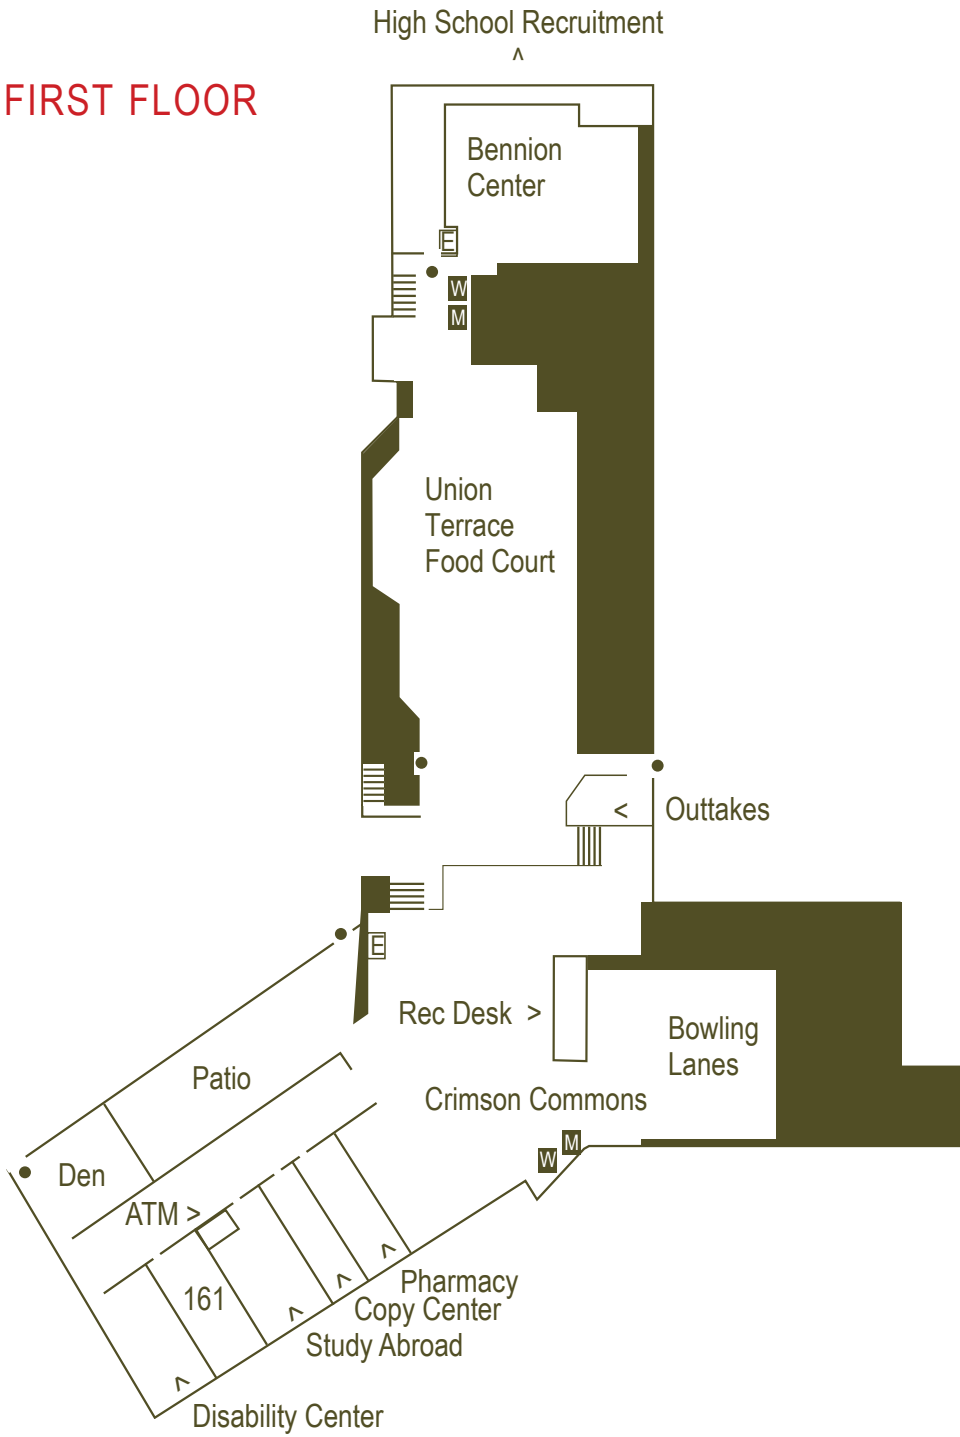 High School Recruitment
^
FIRST FLOOR
Bennion
Center
E
W
M
Union
Terrace
Food Court
< Outtakes
E
Rec Desk >
Bowling
Lanes
Patio
Crimson Commons
M
W
Den
ATM >
161
^
Pharmacy
^
Copy Center
^
Study Abroad
^
Disability Center